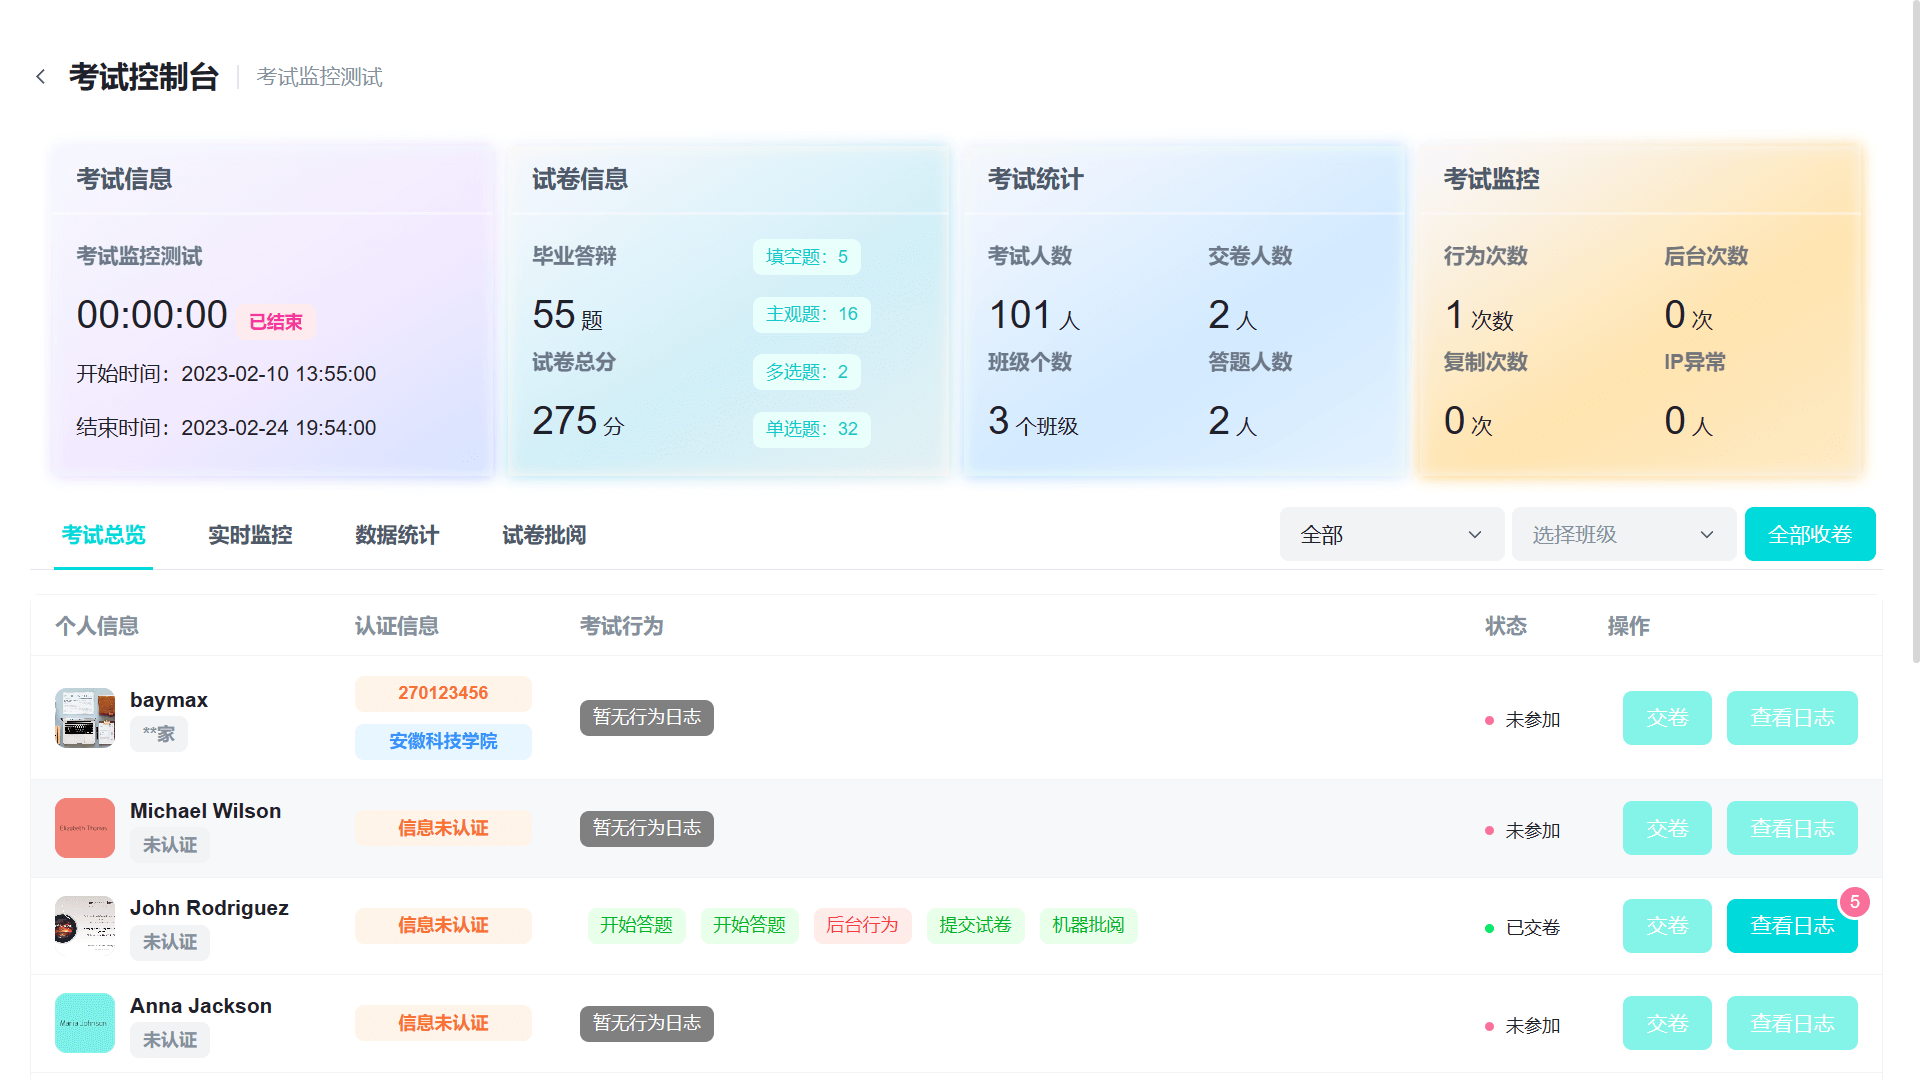 考试控制台 考试监控测试
考试信息
考试监控测试
00:00:00 已结束
开始时间：2023-02-10 13:55:00
结束时间：2023-02-24 19:54:00
试卷信息
毕业答辩
55 题
试卷总分
275 分
填空题：5
主观题：16
多选题：2
单选题：32
考试统计
考试人数 交卷人数
101 人 2 人
班级个数 答题人数
3 个班级 2 人
考试监控
行为次数 后台次数
1 次数 0 次
复制次数 IP异常
0 次 0 人
考试总览 实时监控 数据统计 试卷批阅 全部 选择班级 全部收卷
个人信息 认证信息 考试行为 状态 操作
baymax
**家
270123456
安徽科技学院
暂无行为日志 未参加 交卷 查看日志
Elizabeth Thomas
Michael Wilson
未认证
信息未认证 暂无行为日志 未参加 交卷 查看日志
John Rodriguez
未认证
信息未认证 开始答题 开始答题 后台行为 提交试卷 机器批阅 已交卷 交卷 查看日志 5
Maria Johnson
Anna Jackson
未认证
信息未认证 暂无行为日志 未参加 交卷 查看日志